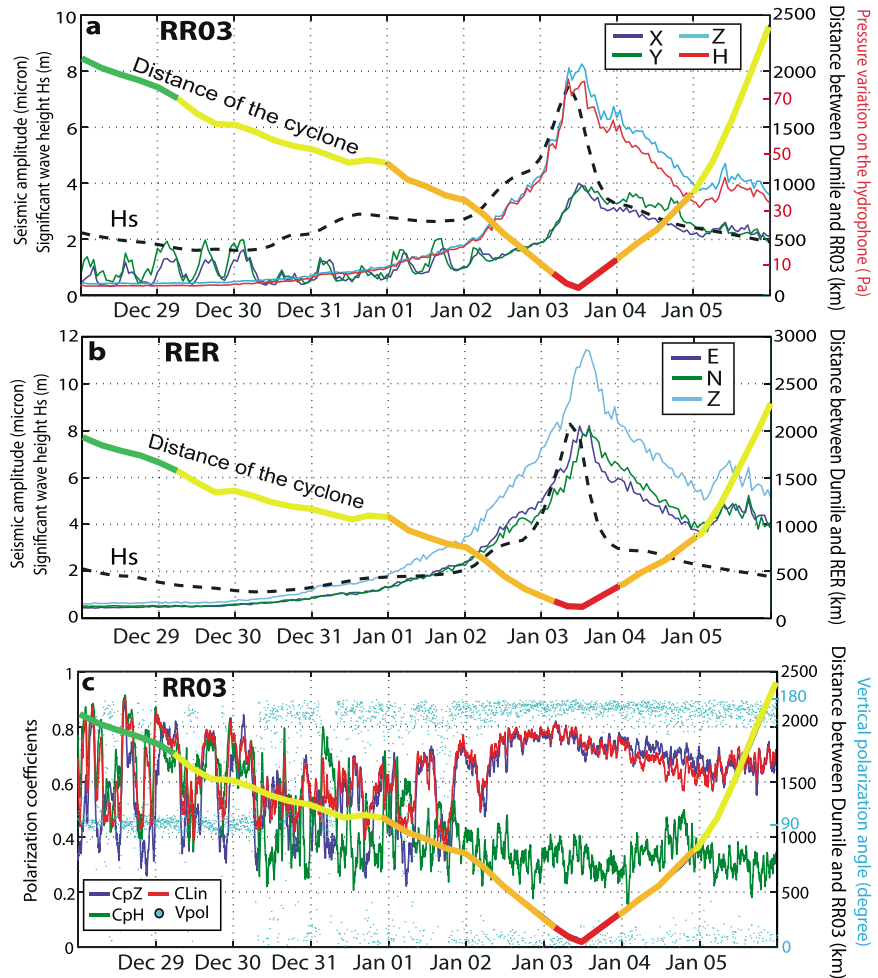 a RR03
Seismic amplitude (micron)
Significant wave height Hs (m)
10
8
6
4
2
0
Distance of the cyclone
Hs
X Z
Y H
2500
2000
1500
1000
500
0
70
50
30
10
Distance between Dumile and RR03 (km)
Pressure variation on the hydrophone ( Pa)
Dec 29 Dec 30 Dec 31 Jan 01 Jan 02 Jan 03 Jan 04 Jan 05
b RER
Seismic amplitude (micron)
Significant wave height Hs (m)
12
10
8
6
4
2
0
Distance of the cyclone
Hs
E
N
Z
3000
2500
2000
1500
1000
500
0
Distance between Dumile and RER (km)
Dec 29 Dec 30 Dec 31 Jan 01 Jan 02 Jan 03 Jan 04 Jan 05
c RR03
Polarization coefficients
1
0.8
0.6
0.4
0.2
0
CpZ CLin
CpH Vpol
2500
180
2000
1500
90
1000
500
0
0
Distance between Dumile and RR03 (km)
Vertical polarization angle (degree)
Dec 29 Dec 30 Dec 31 Jan 01 Jan 02 Jan 03 Jan 04 Jan 05